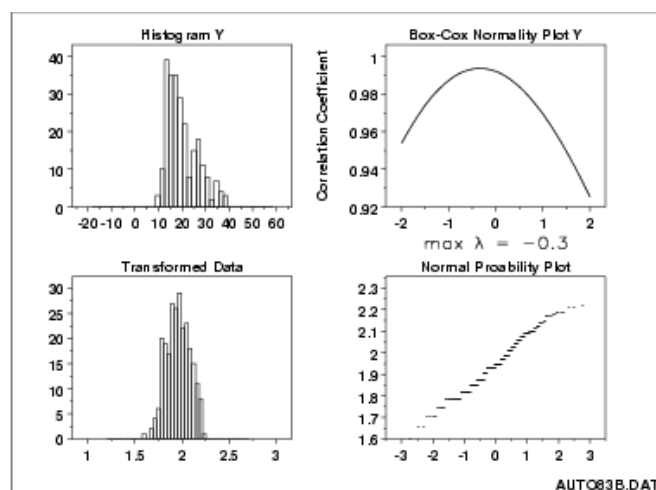 Histogram Y
40
30
20
10
0
-20 -10 0 10 20 30 40 50 60
Box-Cox Normality Plot Y
Correlation Coefficient
1
0.98
0.96
0.94
0.92
-2 -1 0 1 2
max λ = -0.3
Transformed Data
30
25
20
15
10
5
0
1 1.5 2 2.5 3
Normal Proability Plot
2.3
2.2
2.1
2
1.9
1.8
1.7
1.6
-3 -2 -1 0 1 2 3
AUTO83B.DAT